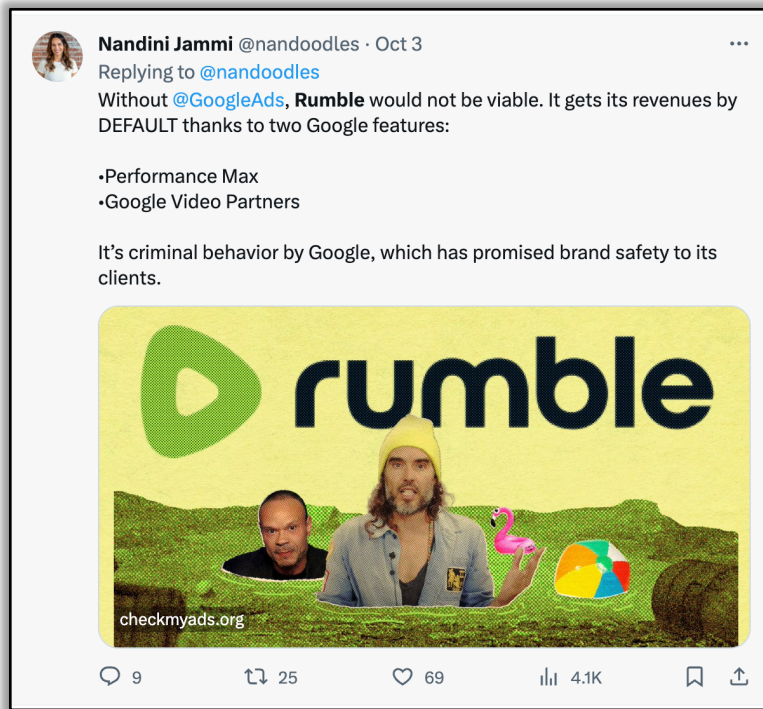 Nandini Jammi @nandoodles · Oct 3
Replying to @nandoodles
Without @GoogleAds, Rumble would not be viable. It gets its revenues by
DEFAULT thanks to two Google features:
•Performance Max
•Google Video Partners
It's criminal behavior by Google, which has promised brand safety to its
clients.
rumble
checkmyads.org
9 25 69 4.1K